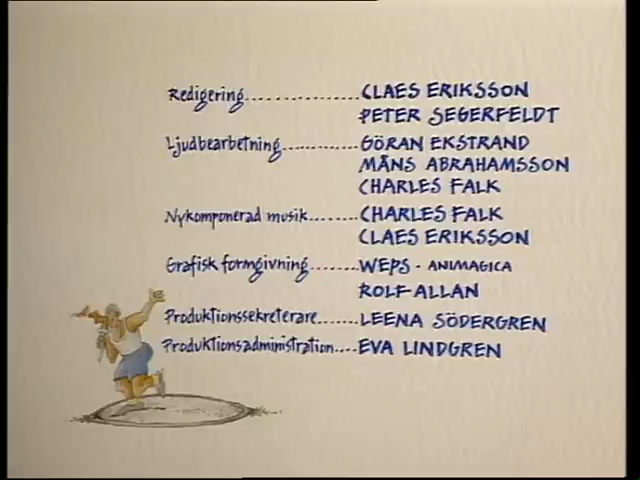 Redigering.................CLAES ERIKSSON
PETER SEGERFELDT
Ljudbearbetning............GÖRAN EKSTRAND
MÅNS ABRAHAMSSON
CHARLES FALK
Nykomponerad musik.......CHARLES FALK
CLAES ERIKSSON
Grafisk formgivning.......WEPS - ANIMAGICA
ROLF ALLAN
Produktionssekreterare......LEENA SÖDERGREN
Produktionsadministration....EVA LINDGREN